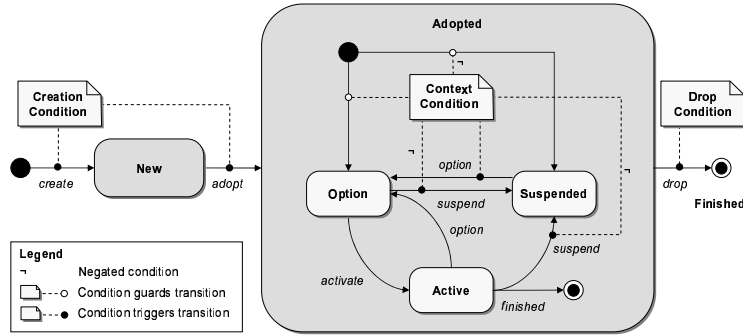 Adopted
Creation
Condition
¬
Context
Condition
Drop
Condition
¬
New
create
adopt
option
¬
Option
Suspended
suspend
drop
Finished
option
suspend
activate
Active
finished
Legend
¬ Negated condition
Condition guards transition
Condition triggers transition